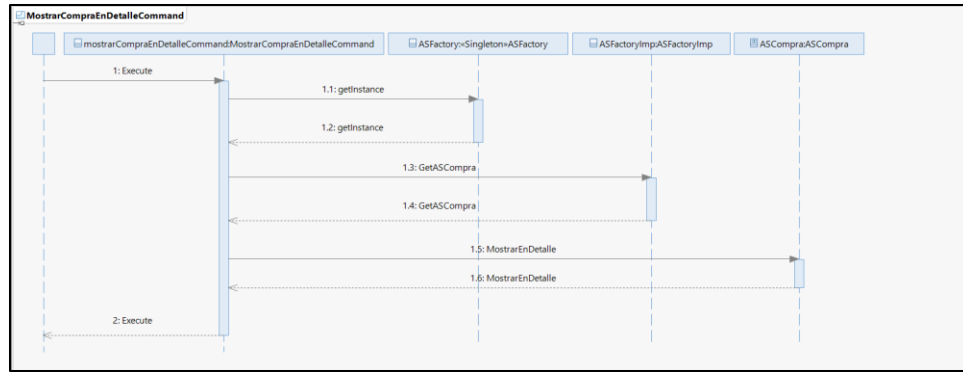 MostrarCompraEnDetalleCommand
mostrarCompraEnDetalleCommand:MostrarCompraEnDetalleCommand
ASFactory:«Singleton»ASFactory
ASFactoryImp:ASFactoryImp
ASCompra:ASCompra
1: Execute
1.1: getInstance
1.2: getInstance
1.3: GetASCompra
1.4: GetASCompra
1.5: MostrarEnDetalle
1.6: MostrarEnDetalle
2: Execute